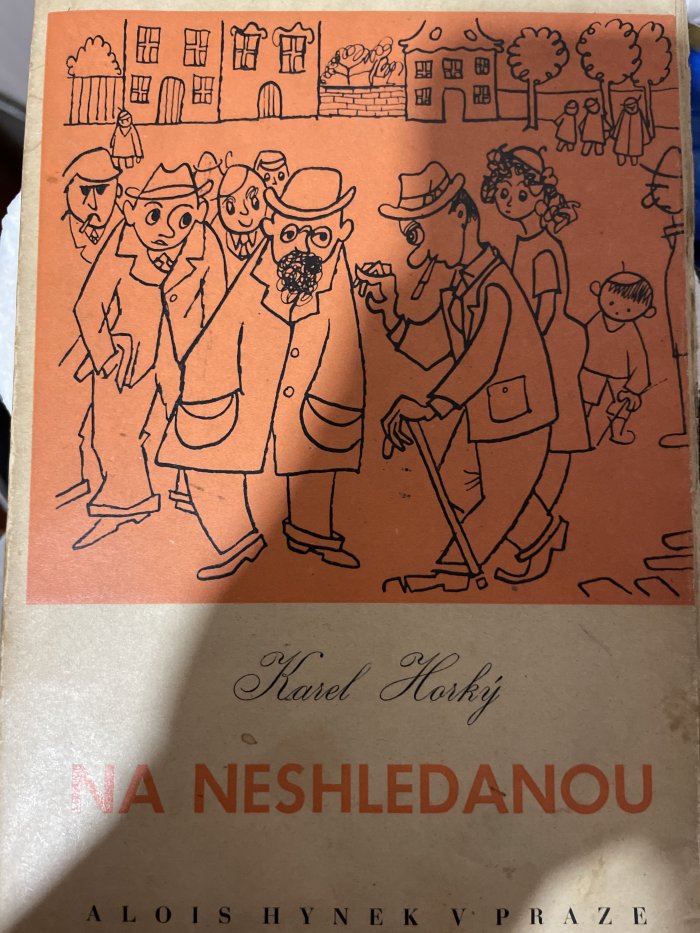 Karel Horký
NA NESHLEDANOU
ALOIS HYNEK V PRAZE